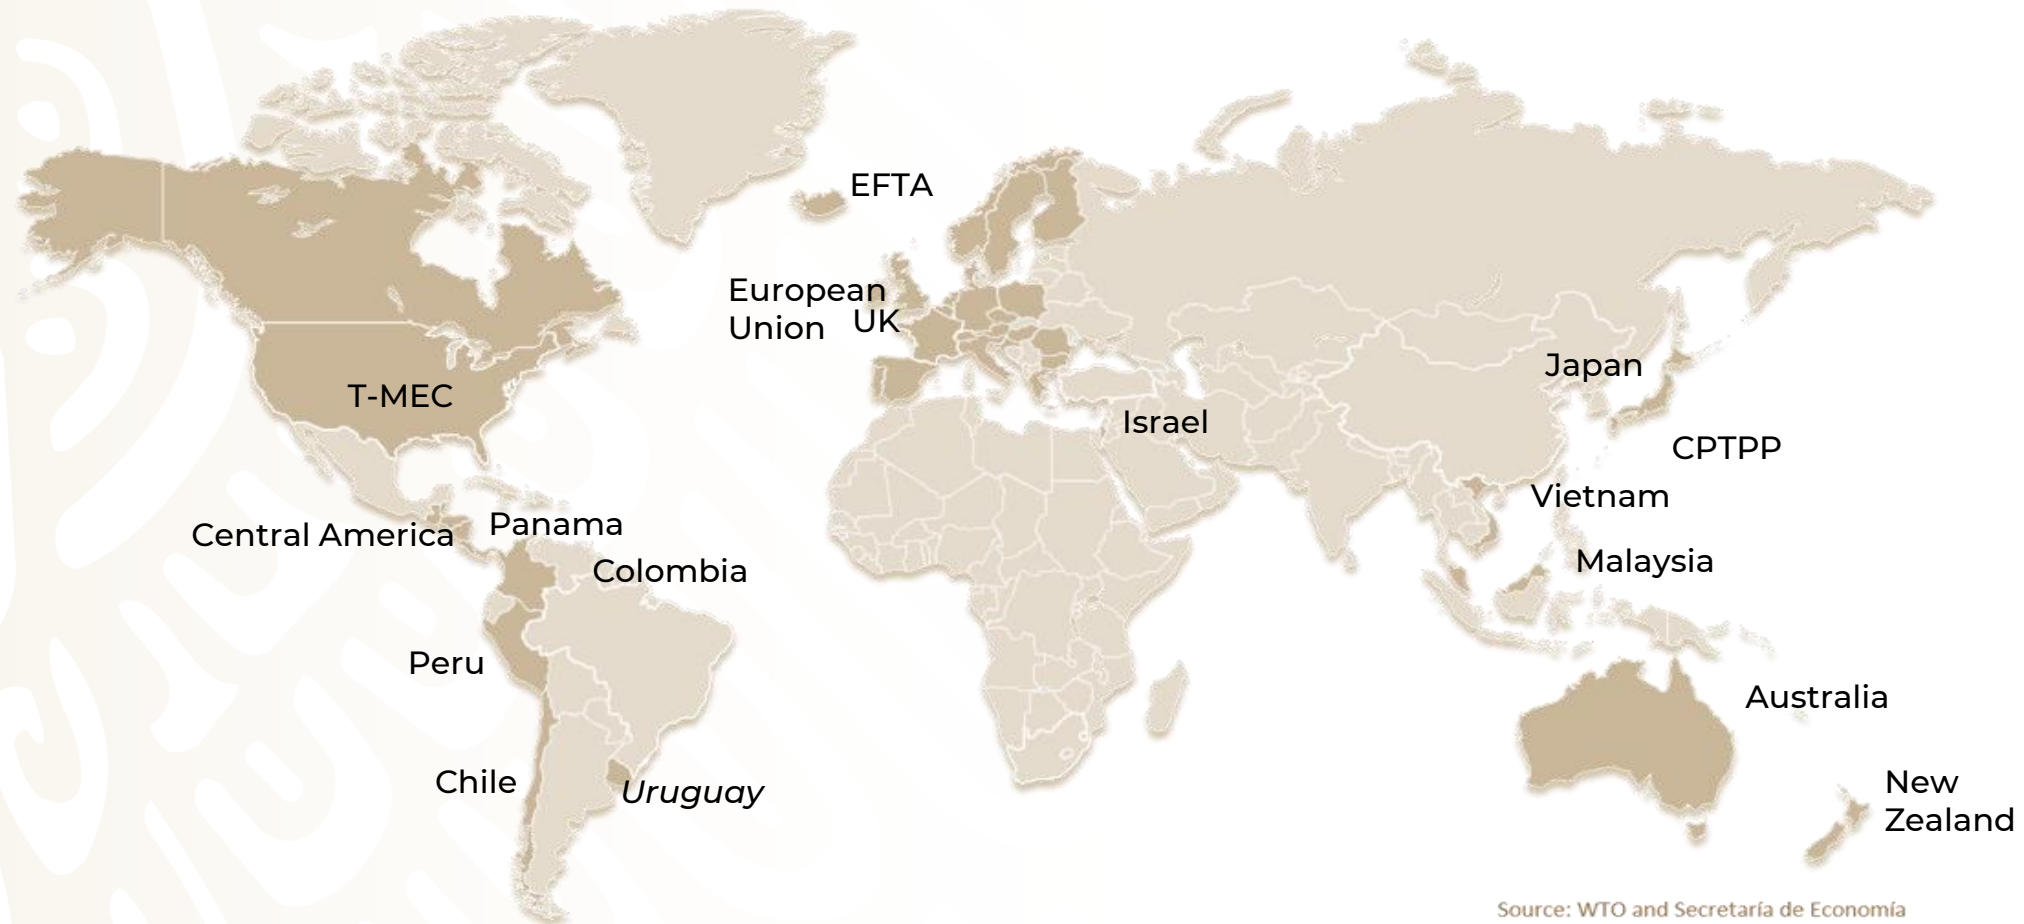 EFTA
European
Union
UK
T-MEC
Japan
Israel
CPTPP
Vietnam
Central America
Panama
Malaysia
Colombia
Peru
Australia
Chile
Uruguay
New
Zealand
Source: WTO and Secretaría de Economía